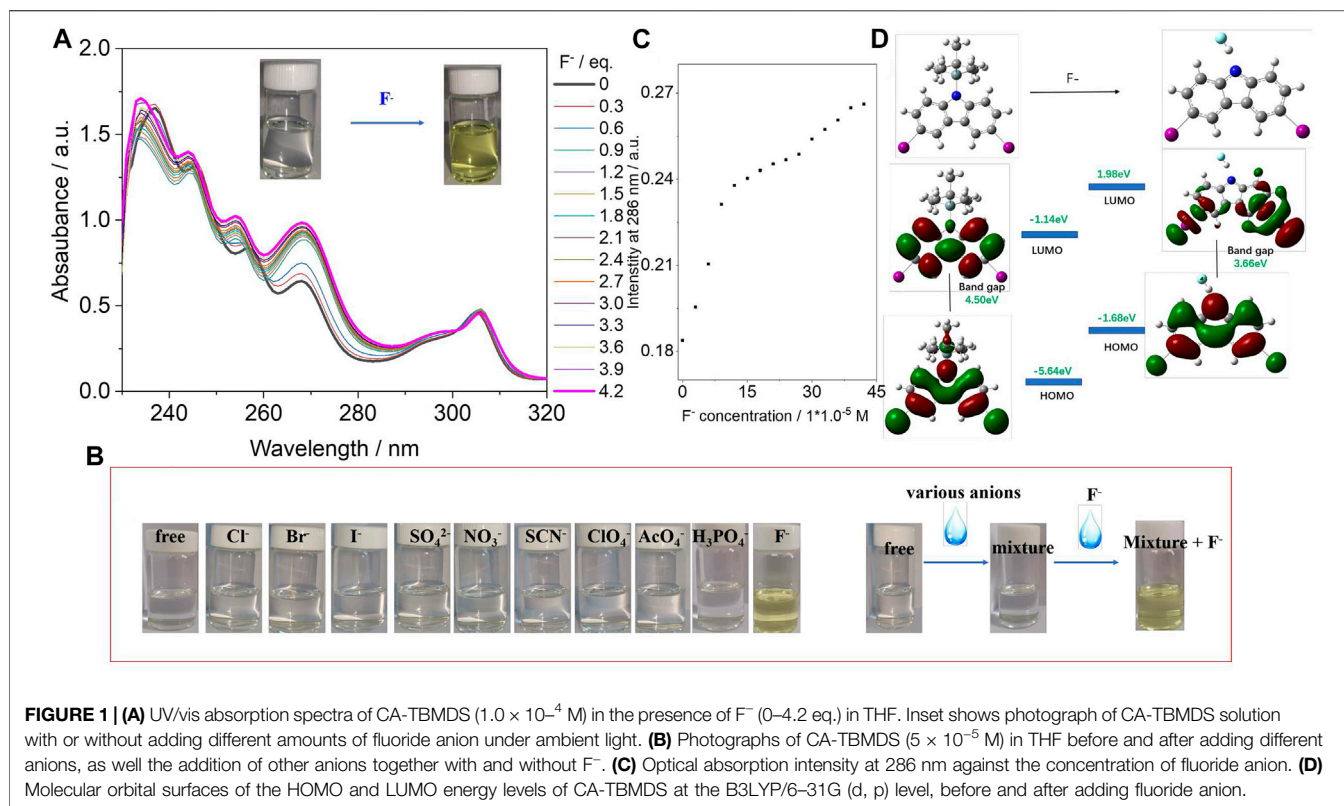 A
2.0
1.5
1.0
0.5
0.0
Absaubance / a.u.
240
260
280
300
320
Wavelength / nm
F⁻
F⁻ / eq.
0
0.3
0.6
0.9
1.2
1.5
1.8
2.1
2.4
2.7
3.0
3.3
3.6
3.9
4.2
C
Intenstity at 286 nm / a.u.
0.27
0.24
0.21
0.18
0
15
30
45
F⁻ concentration / 1*1.0⁻⁵ M
D
F-
1.98eV
LUMO
-1.14eV
LUMO
Band gap
3.66eV
Band gap
4.50eV
-1.68eV
HOMO
-5.64eV
HOMO
B
free
Cl⁻
Br⁻
I⁻
SO₄²⁻
NO₃⁻
SCN⁻
ClO₄⁻
AcO₄⁻
H₃PO₄⁻
F⁻
free
various anions
mixture
F⁻
Mixture + F⁻
FIGURE 1 | (A) UV/vis absorption spectra of CA-TBMDS (1.0 × 10–⁴ M) in the presence of F⁻ (0–4.2 eq.) in THF. Inset shows photograph of CA-TBMDS solution
with or without adding different amounts of fluoride anion under ambient light. (B) Photographs of CA-TBMDS (5 × 10⁻⁵ M) in THF before and after adding different
anions, as well the addition of other anions together with and without F⁻. (C) Optical absorption intensity at 286 nm against the concentration of fluoride anion. (D)
Molecular orbital surfaces of the HOMO and LUMO energy levels of CA-TBMDS at the B3LYP/6–31G (d, p) level, before and after adding fluoride anion.